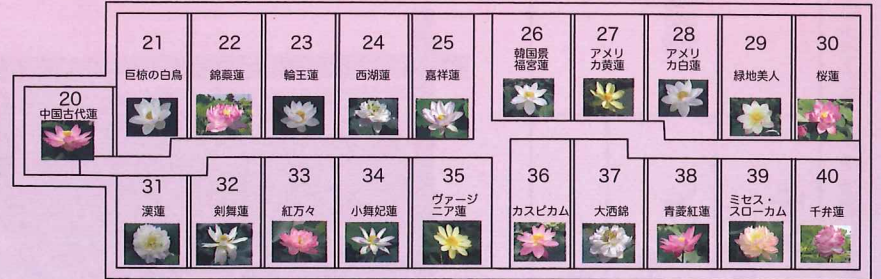 20
中国古代蓮
21
巨椋の白鳥
22
錦蘂蓮
23
輪王蓮
24
西湖蓮
25
嘉祥蓮
26
韓国景
福宮蓮
27
アメリ
カ黄蓮
28
アメリ
カ白蓮
29
緑地美人
30
桜蓮
31
漢蓮
32
剣舞蓮
33
紅万々
34
小舞妃蓮
35
ヴァージ
ニア蓮
36
カスピカム
37
大洒錦
38
青菱紅蓮
39
ミセス・
スローカム
40
千弁蓮